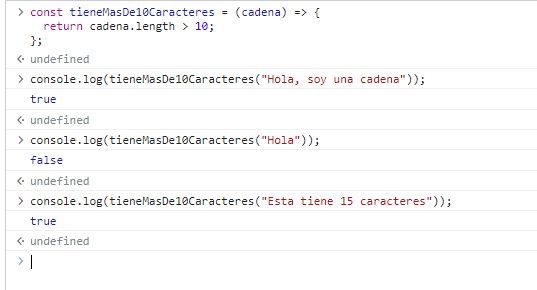 > const tieneMasDe10Caracteres = (cadena) => {
    return cadena.length > 10;
  };
<· undefined
> console.log(tieneMasDe10Caracteres("Hola, soy una cadena"));
  true
<· undefined
> console.log(tieneMasDe10Caracteres("Hola"));
  false
<· undefined
> console.log(tieneMasDe10Caracteres("Esta tiene 15 caracteres"));
  true
<· undefined
>